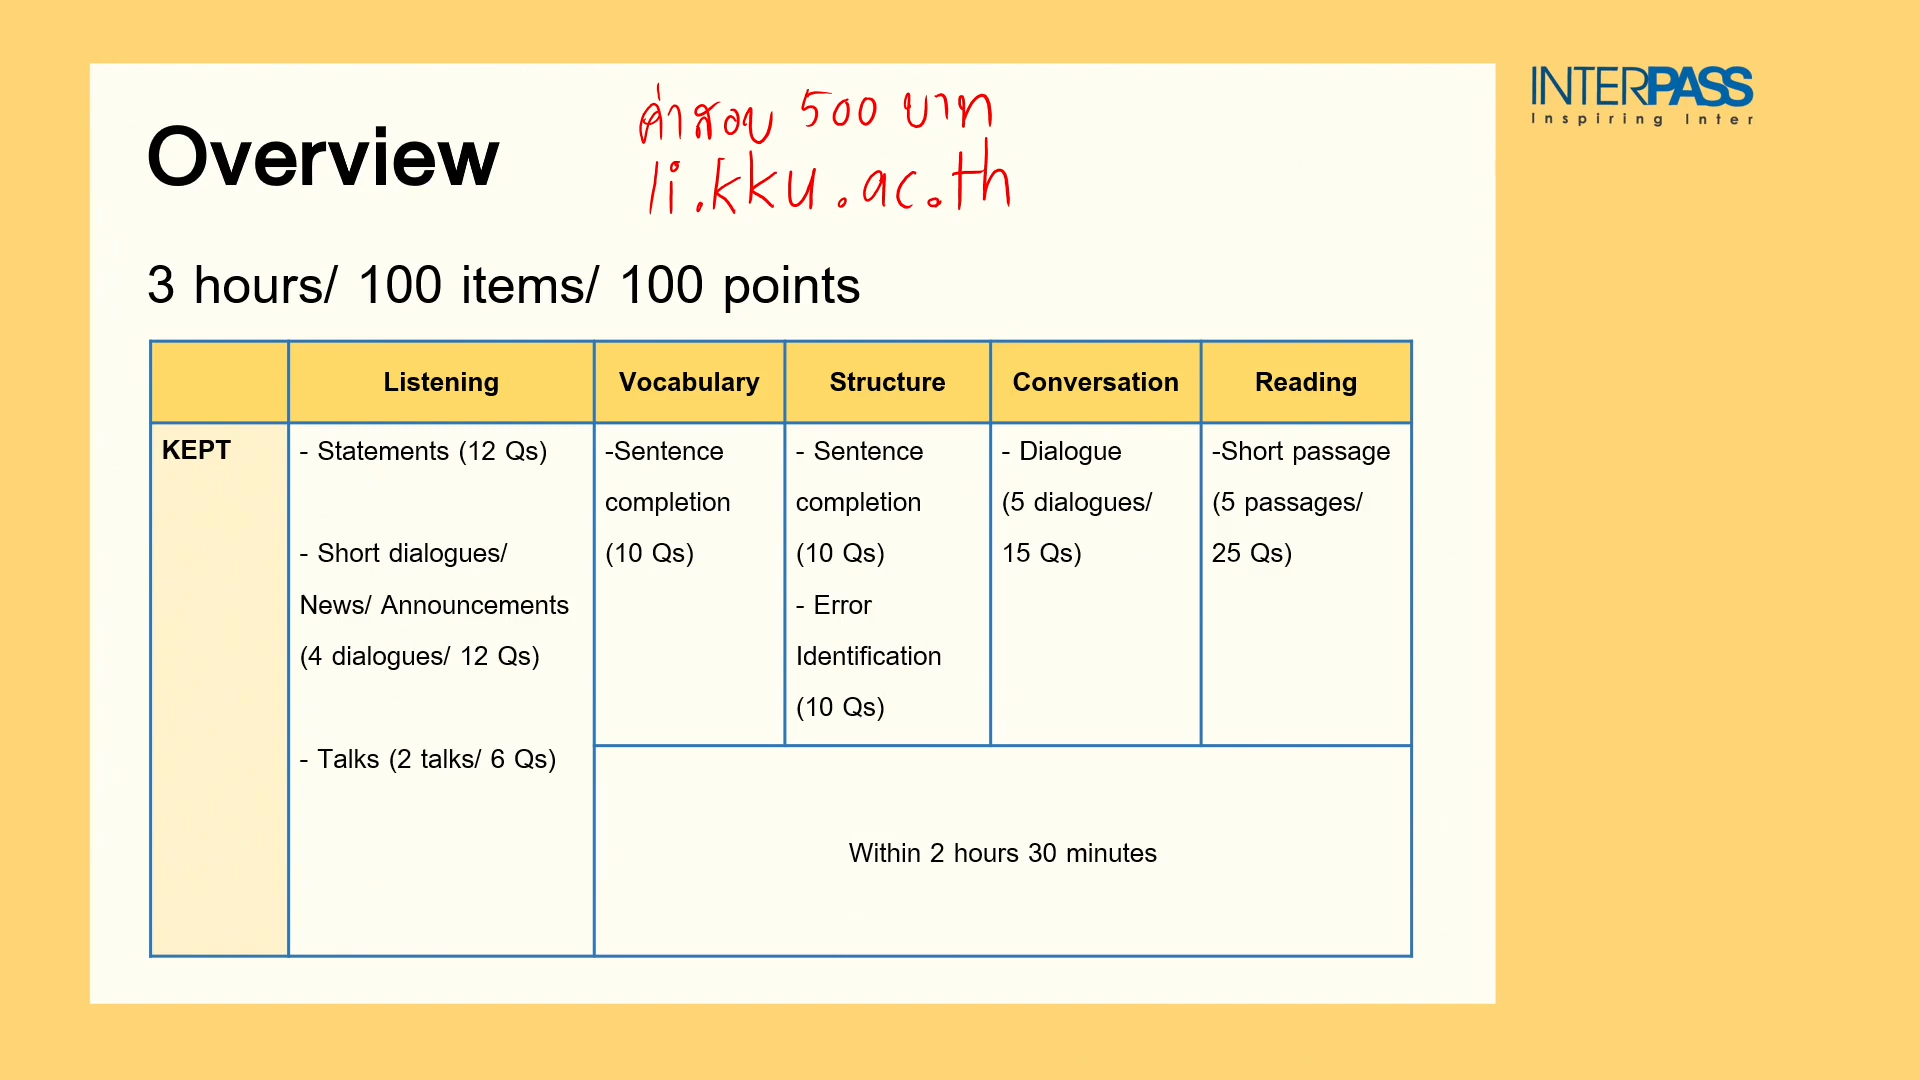 INTERPASS
Inspiring Inter
ค่าสอบ 500 บาท
li.kku.ac.th
Overview
3 hours/ 100 items/ 100 points
Listening
Vocabulary
Structure
Conversation
Reading
KEPT
- Statements (12 Qs)
- Short dialogues/
News/ Announcements
(4 dialogues/ 12 Qs)
- Talks (2 talks/ 6 Qs)
-Sentence
completion
(10 Qs)
- Sentence
completion
(10 Qs)
- Error
Identification
(10 Qs)
- Dialogue
(5 dialogues/
15 Qs)
-Short passage
(5 passages/
25 Qs)
Within 2 hours 30 minutes